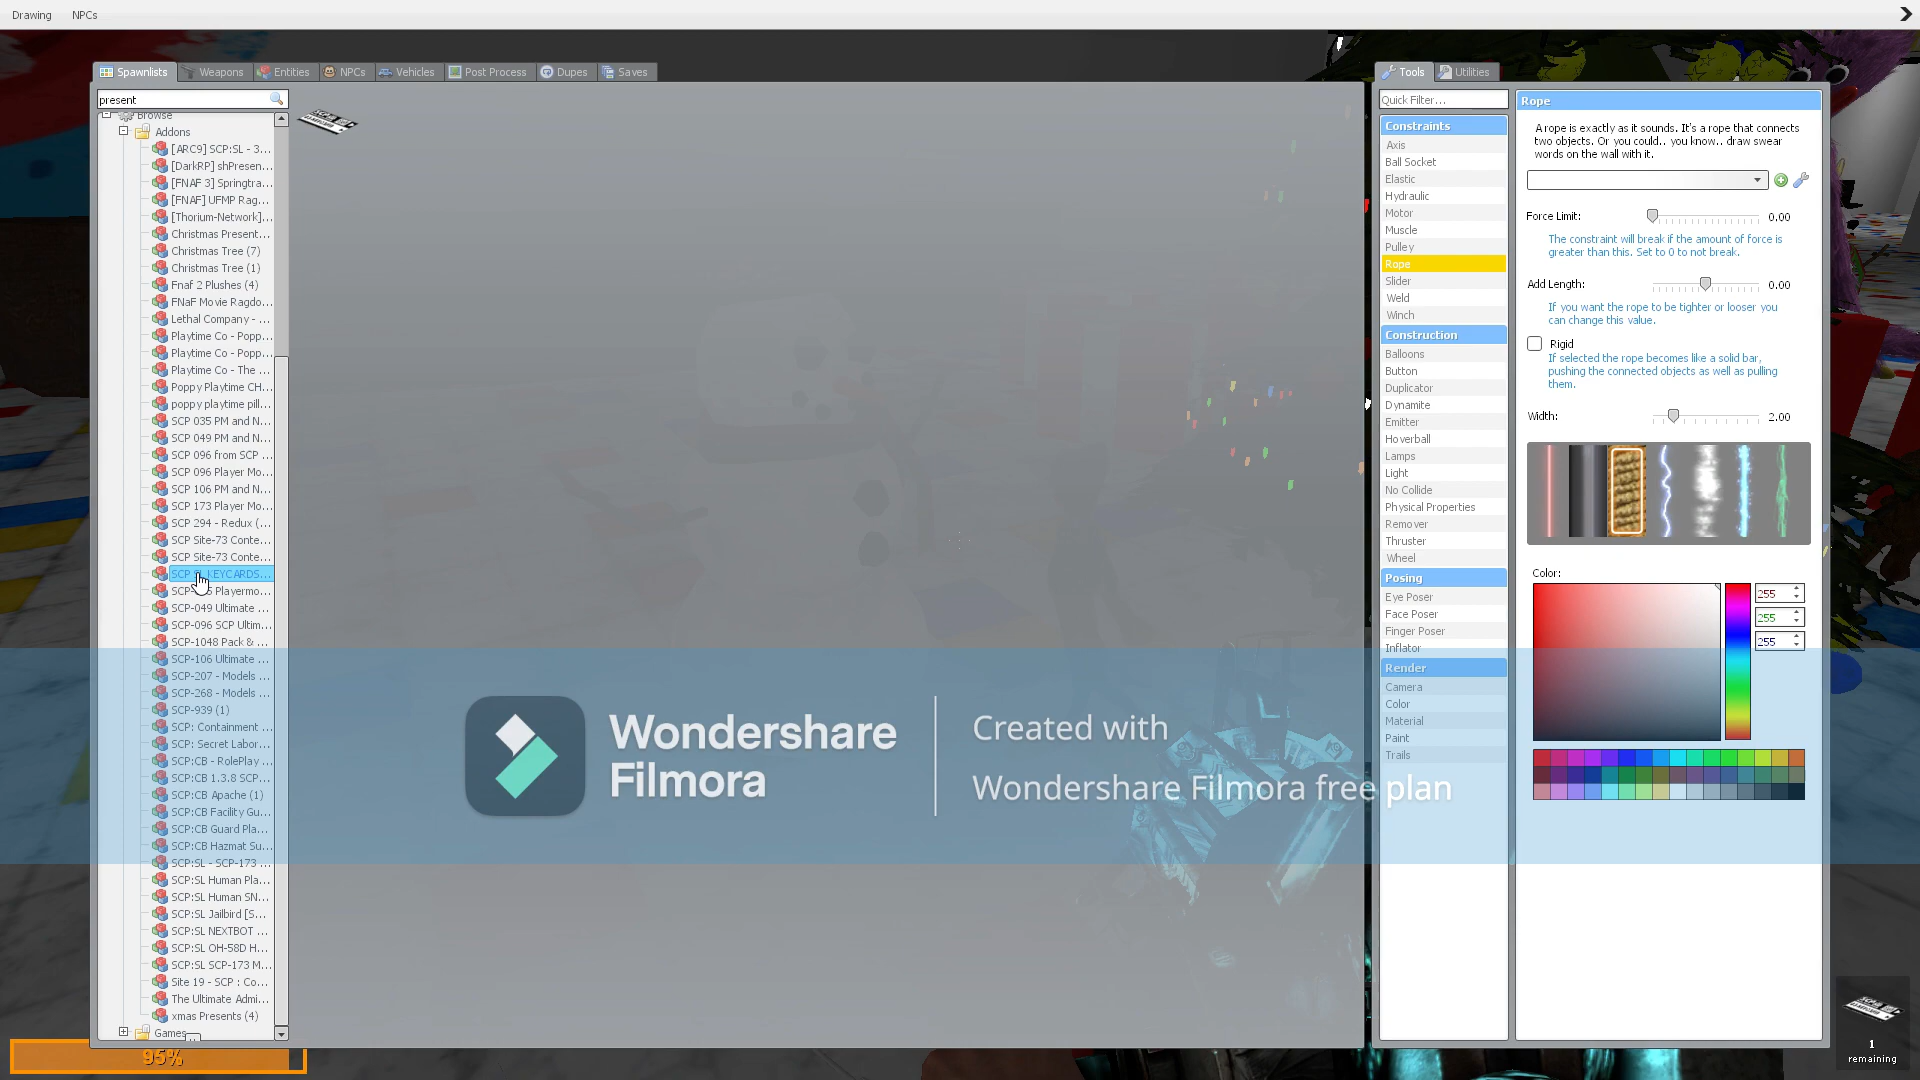 Drawing NPCs
Spawnlists Weapons Entities NPCs Vehicles Post Process Dupes Saves
present
Browse
Addons
[ARC9] SCP:SL - 3...
[DarkRP] shPresen...
[FNAF 3] Springtra...
[FNAF] UFMP Rag...
[Thorium-Network]...
Christmas Present...
Christmas Tree (7)
Christmas Tree (1)
Fnaf 2 Plushes (4)
FNaF Movie Ragdo...
Lethal Company - ...
Playtime Co - Popp...
Playtime Co - Popp...
Playtime Co - The ...
Poppy Playtime CH...
poppy playtime pill...
SCP 035 PM and N...
SCP 049 PM and N...
SCP 096 from SCP ...
SCP 096 Player Mo...
SCP 106 PM and N...
SCP 173 Player Mo...
SCP 294 - Redux (...
SCP Site-73 Conte...
SCP Site-73 Conte...
SCP SL KEYCARDS...
Playermo...
SCP-049 Ultimate ...
SCP-096 SCP Ultim...
SCP-1048 Pack & ...
SCP-106 Ultimate ...
SCP-207 - Models ...
SCP-268 - Models ...
SCP-939 (1)
SCP: Containment ...
SCP: Secret Labor...
SCP:CB - RolePlay ...
SCP:CB 1.3.8 SCP...
SCP:CB Apache (1)
SCP:CB Facility Gu...
SCP:CB Guard Pla...
SCP:CB Hazmat Su...
SCP:SL - SCP-173 ...
SCP:SL Human Pla...
SCP:SL Human SN...
SCP:SL Jailbird [S...
SCP:SL NEXTBOT ...
SCP:SL OH-58D H...
SCP:SL SCP-173 M...
Site 19 - SCP : Co...
The Ultimate Admi...
xmas Presents (4)
Games
95%
Wondershare
Filmora
Created with
Wondershare Filmora free plan
Tools Utilities
Quick Filter...
Constraints
Axis
Ball Socket
Elastic
Hydraulic
Motor
Muscle
Pulley
Rope
Slider
Weld
Winch
Construction
Balloons
Button
Duplicator
Dynamite
Emitter
Hoverball
Lamps
Light
No Collide
Physical Properties
Remover
Thruster
Wheel
Posing
Eye Poser
Face Poser
Finger Poser
Inflator
Render
Camera
Color
Material
Paint
Trails
Rope
A rope is exactly as it sounds. It's a rope that connects
two objects. Or you could.. you know.. draw swear
words on the wall with it.
Force Limit: 0.00
The constraint will break if the amount of force is
greater than this. Set to 0 to not break.
Add Length: 0.00
If you want the rope to be tighter or looser you
can change this value.
Rigid
If selected the rope becomes like a solid bar,
pushing the connected objects as well as pulling
them.
Width: 2.00
Color:
255
255
255
1
remaining